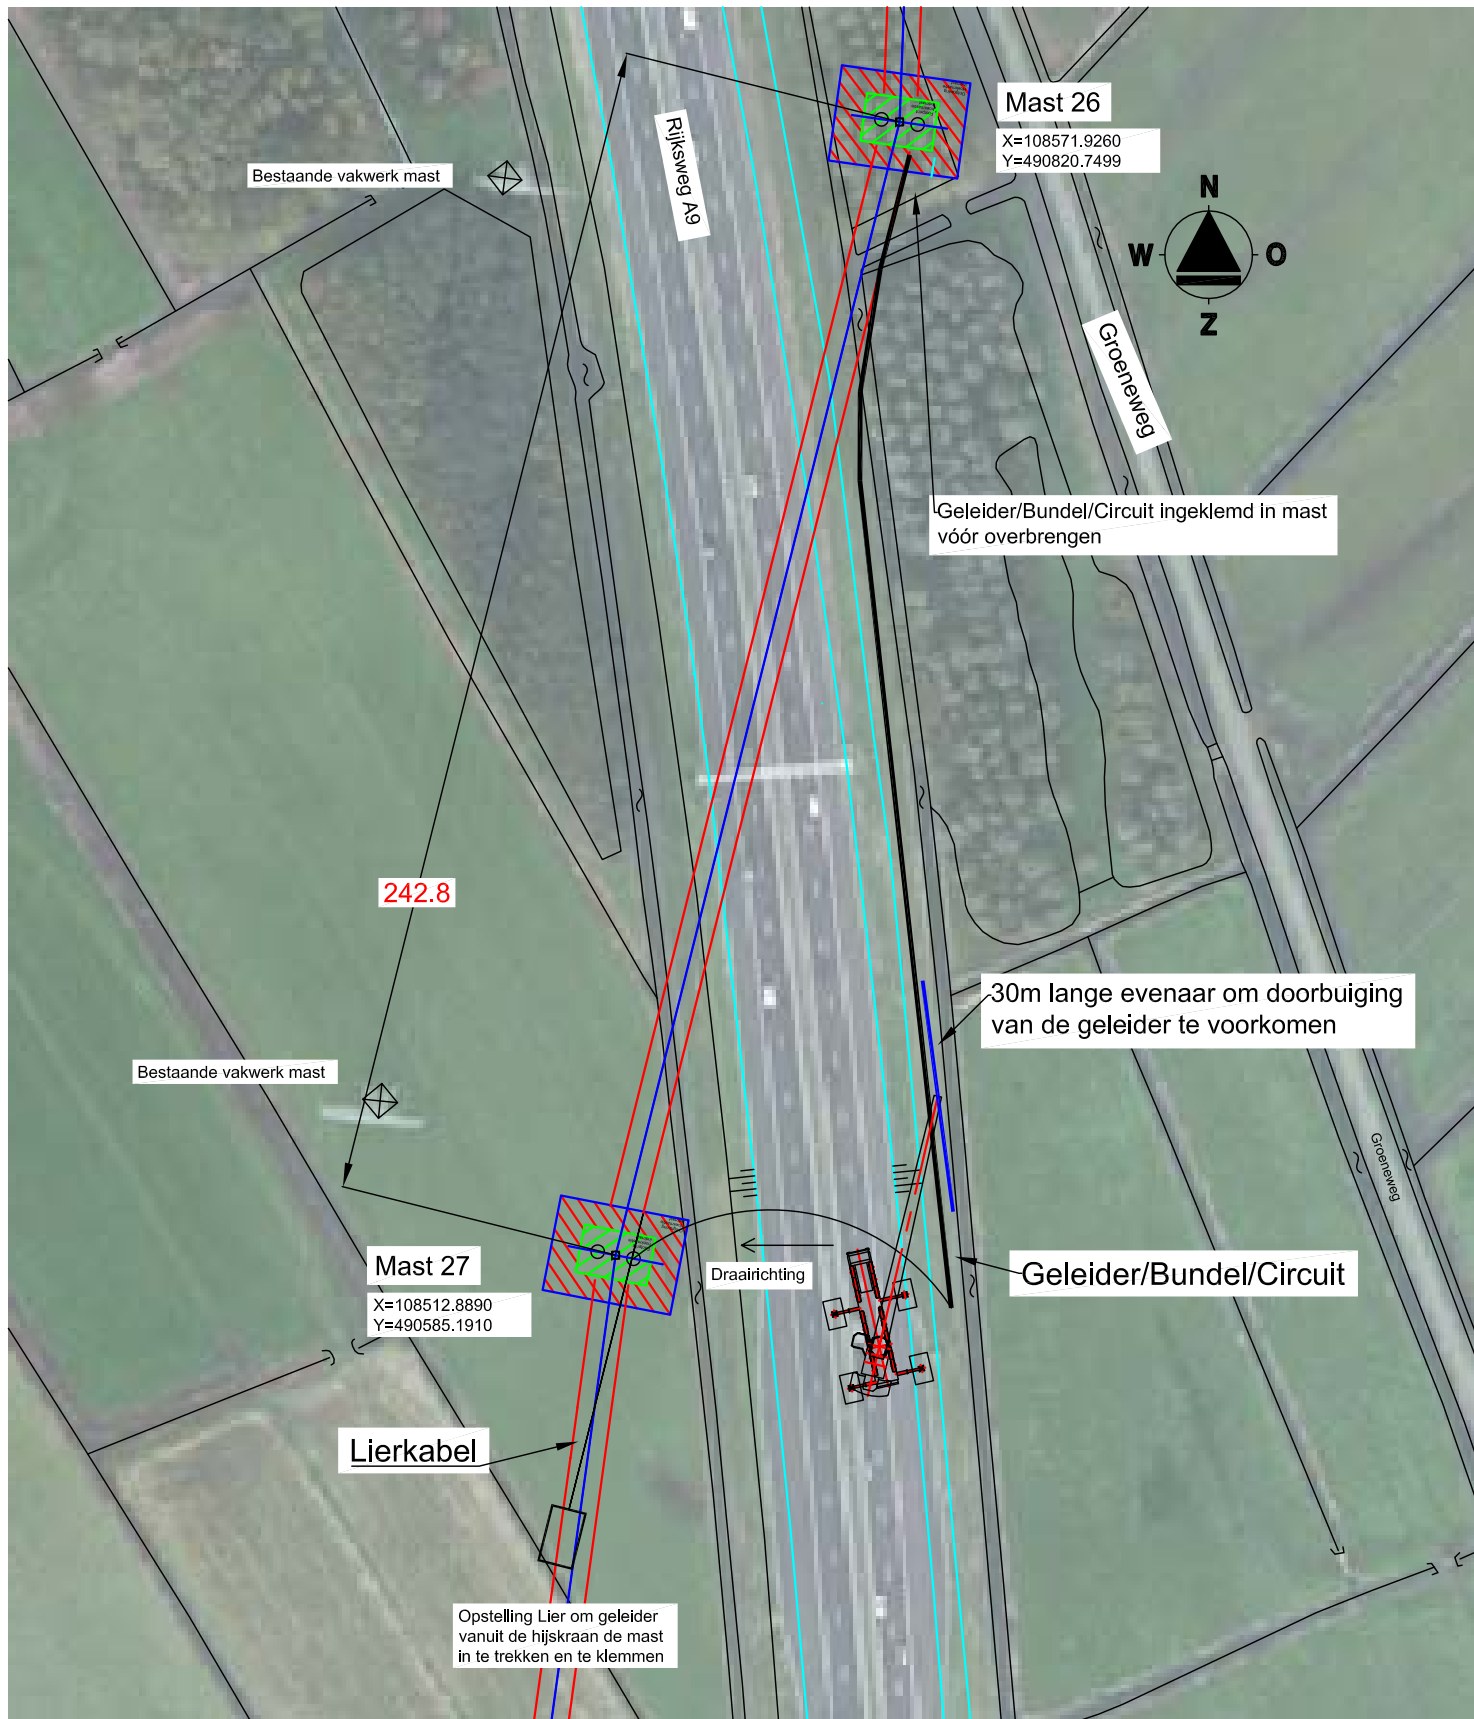 Mast 26
X=108571.9260
Y=490820.7499
Bestaande vakwerk mast
Rijksweg A9
N
W
O
Z
Groeneweg
Geleider/Bundel/Circuit ingeklemd in mast
vóór overbrengen
242.8
30m lange evenaar om doorbuiging
van de geleider te voorkomen
Bestaande vakwerk mast
Groeneweg
Mast 27
X=108512.8890
Y=490585.1910
Draairichting
Geleider/Bundel/Circuit
Lierkabel
Opstelling Lier om geleider
vanuit de hijskraan de mast
in te trekken en te klemmen